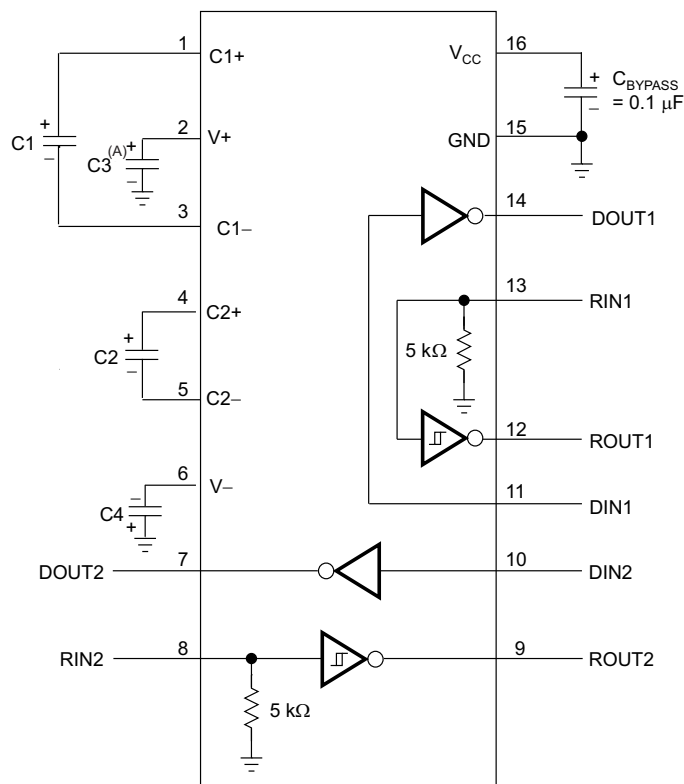 1
C1+
16
V_CC
+
C_BYPASS
= 0.1 μF
–
C1
+
–
2
V+
C3(A)
+
–
15
GND
3
C1–
14
DOUT1
4
C2+
13
RIN1
C2
+
–
5 kΩ
5
C2–
12
ROUT1
6
V–
11
DIN1
C4
–
+
DOUT2
7
10
DIN2
RIN2
8
9
ROUT2
5 kΩ